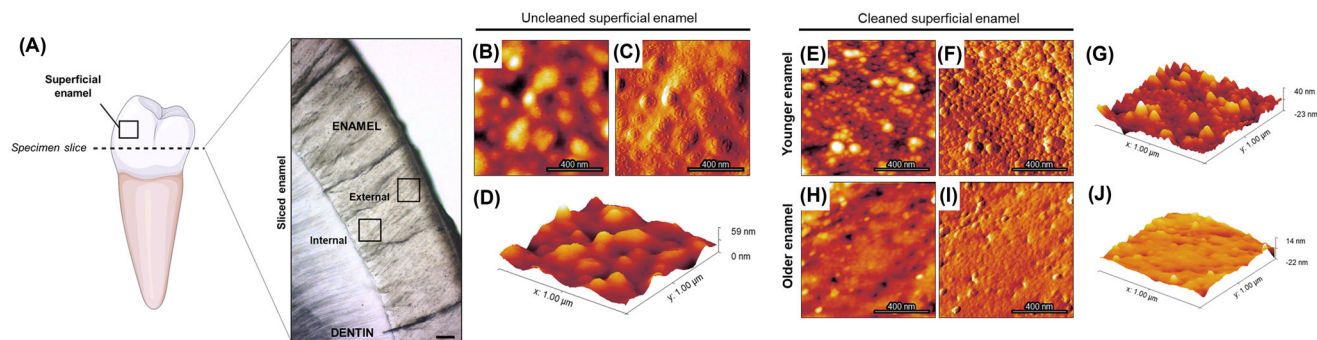 Uncleaned superficial enamel
Cleaned superficial enamel
(A)
Superficial
enamel
Specimen slice
Sliced enamel
ENAMEL
External
Internal
DENTIN
(B)
400 nm
(C)
400 nm
(D)
59 nm
0 nm
x: 1.00 µm
y: 1.00 µm
Younger enamel
(E)
400 nm
(F)
400 nm
(G)
40 nm
-23 nm
x: 1.00 µm
y: 1.00 µm
Older enamel
(H)
400 nm
(I)
400 nm
(J)
14 nm
-22 nm
x: 1.00 µm
y: 1.00 µm